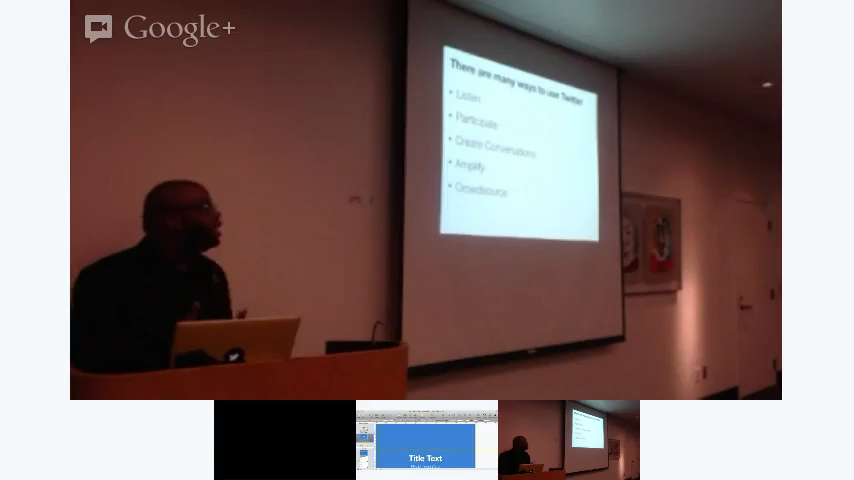 Google+
There are many ways to use Twitter
• Listen
• Participate
• Create Conversations
• Amplify
• Crowdsource
Title Text